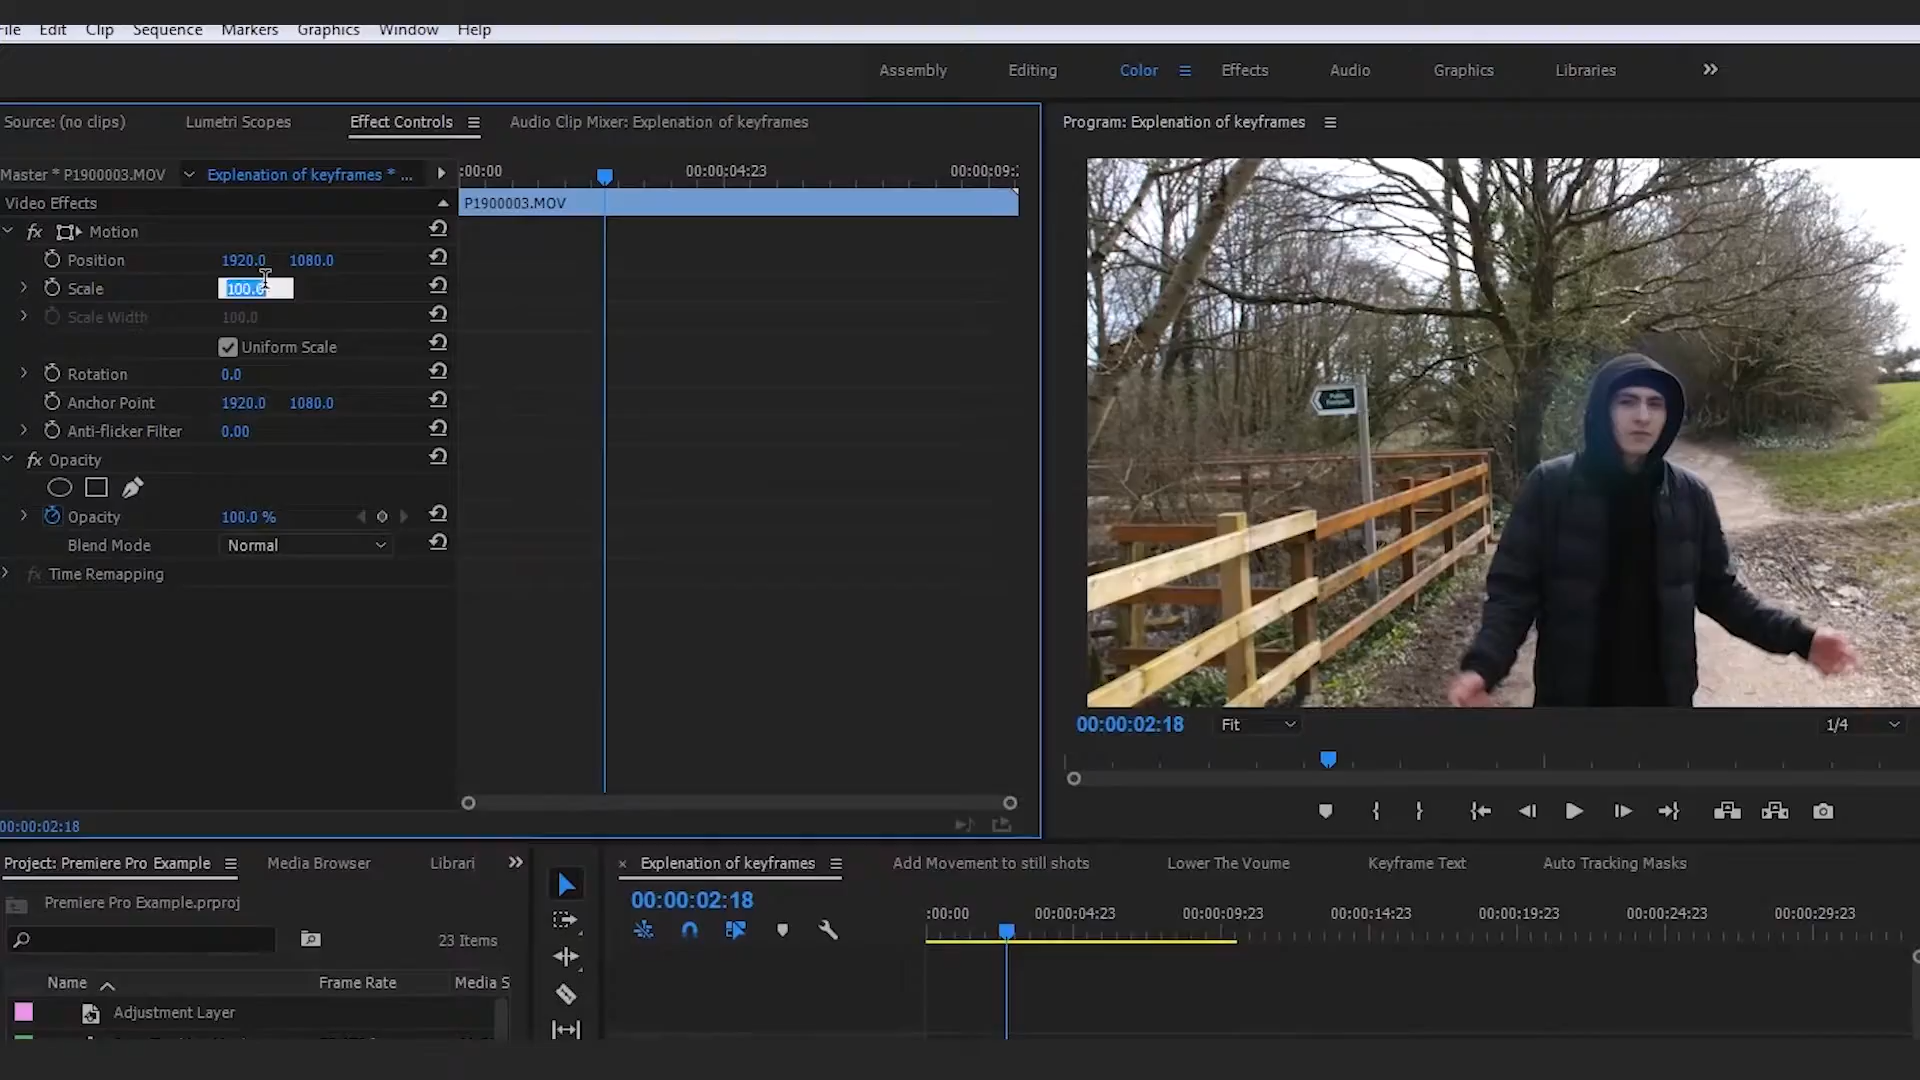 File Edit Clip Sequence Markers Graphics Window Help
Assembly Editing Color Effects Audio Graphics Libraries
Source: (no clips) Lumetri Scopes Effect Controls Audio Clip Mixer: Explenation of keyframes
Program: Explenation of keyframes
Master * P1900003.MOV Explenation of keyframes * ...
:00:00 00:00:04:23 00:00:09:
Video Effects
P1900003.MOV
Motion
Position 1920.0 1080.0
Scale 100.0
Scale Width 100.0
Uniform Scale
Rotation 0.0
Anchor Point 1920.0 1080.0
Anti-flicker Filter 0.00
fx Opacity
Opacity 100.0 %
Blend Mode Normal
fx Time Remapping
Public
Footpath
00:00:02:18 Fit 1/4
00:00:02:18
Project: Premiere Pro Example Media Browser Librari
Premiere Pro Example.prproj
23 Items
Name Frame Rate Media S
Adjustment Layer
Explenation of keyframes Add Movement to still shots Lower The Voume Keyframe Text Auto Tracking Masks
00:00:02:18
:00:00 00:00:04:23 00:00:09:23 00:00:14:23 00:00:19:23 00:00:24:23 00:00:29:23